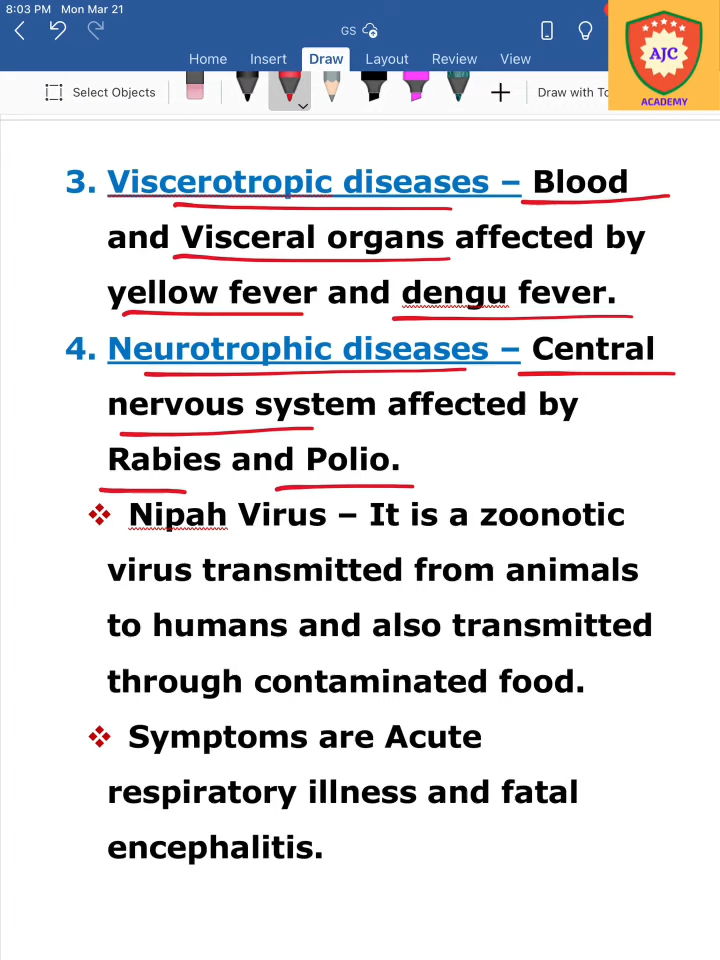 8:03 PM Mon Mar 21
GS
Home Insert Draw Layout Review View
Select Objects
Draw with To
AJC
ACADEMY
3. Viscerotropic diseases – Blood
and Visceral organs affected by
yellow fever and dengu fever.
4. Neurotrophic diseases – Central
nervous system affected by
Rabies and Polio.
❖ Nipah Virus – It is a zoonotic
virus transmitted from animals
to humans and also transmitted
through contaminated food.
❖ Symptoms are Acute
respiratory illness and fatal
encephalitis.